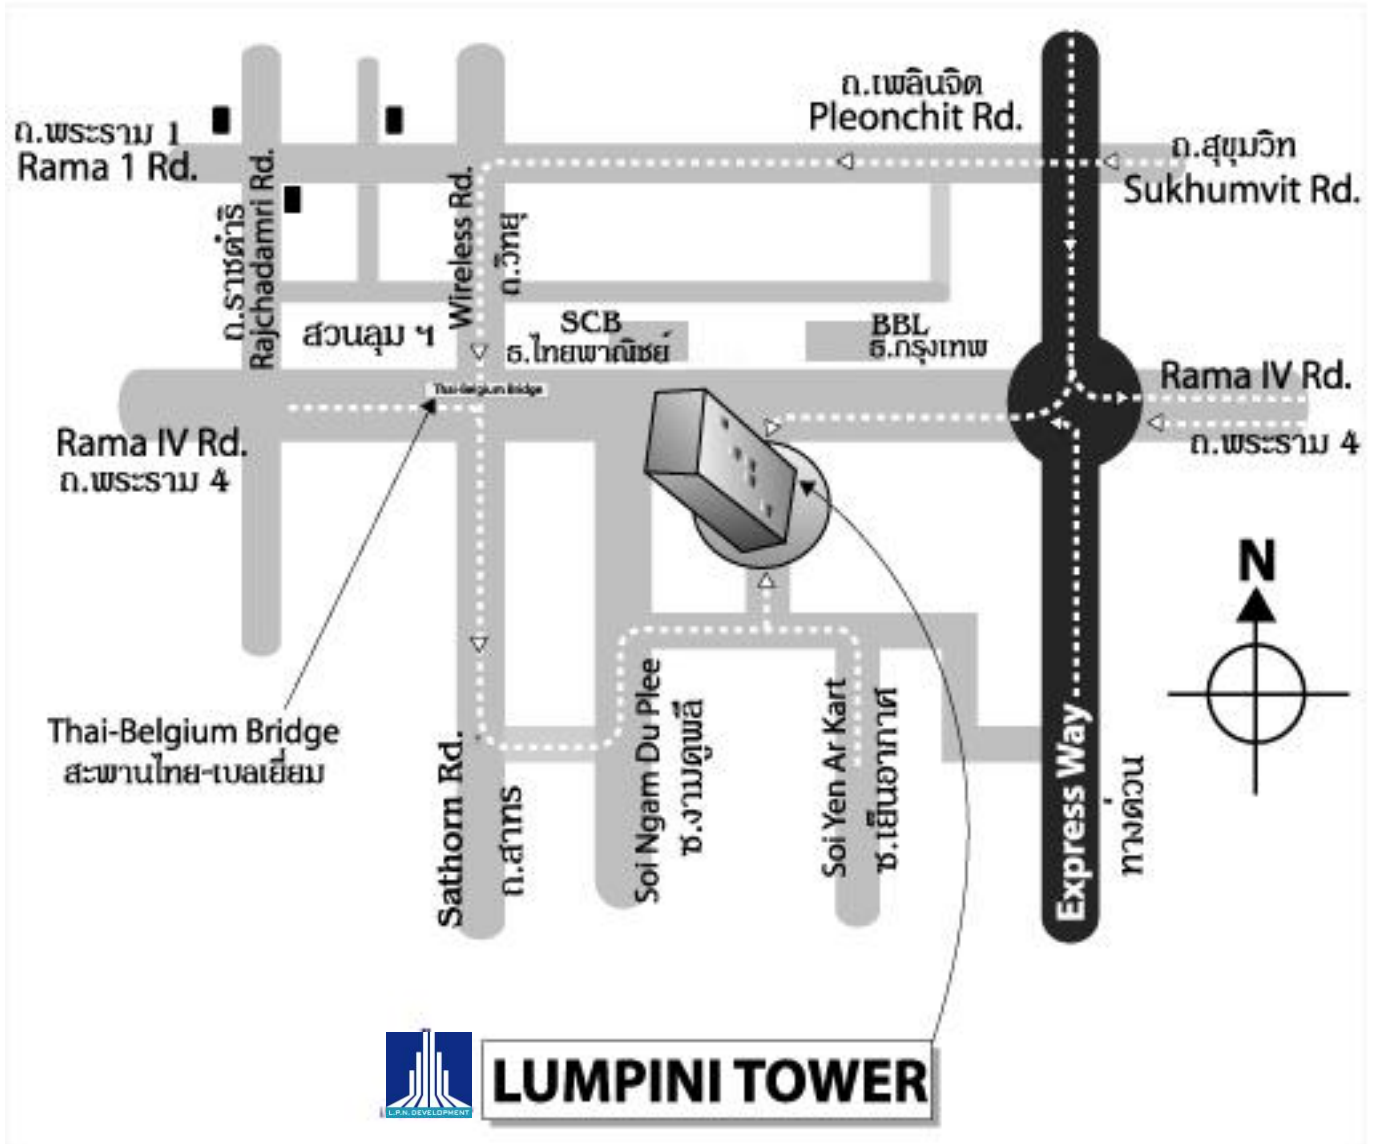 ถ.เพลินจิต
Pleonchit Rd.
ถ.พระราม 1
Rama 1 Rd.
ถ.สุขุมวิท
Sukhumvit Rd.
ถ.ราชดำริ
Rajchadamri Rd.
Wireless Rd.
ถ.วิทยุ
สวนลุม ฯ
SCB
ธ.ไทยพาณิชย์
BBL
ธ.กรุงเทพ
Thai-Belgium Bridge
Rama IV Rd.
ถ.พระราม 4
Rama IV Rd.
ถ.พระราม 4
N
Thai-Belgium Bridge
สะพานไทย-เบลเยี่ยม
Sathorn Rd.
ถ.สาทร
Soi Ngam Du Plee
ซ.งามดูพลี
Soi Yen Ar Kart
ซ.เย็นอากาศ
Express Way
ทางด่วน
L.P.N. DEVELOPMENT
LUMPINI TOWER